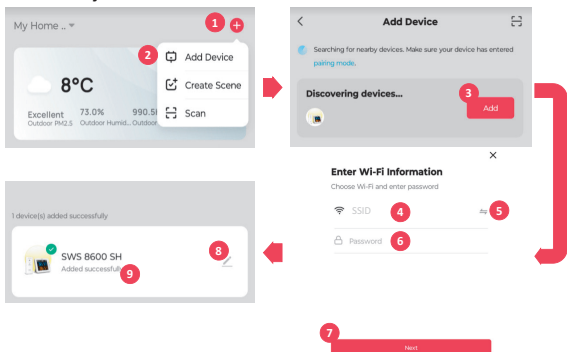 My Home ..
1
+
2
Add Device
Create Scene
Scan
8°C
Excellent
Outdoor PM2.5
73.0%
Outdoor Humid...
Outdoor
Add Device
Searching for nearby devices. Make sure your device has entered
pairing mode.
Discovering devices...
3
Add
Enter Wi-Fi Information
Choose Wi-Fi and enter password
SSID
4
5
Password
6
7
Next
1 device(s) added successfully
SWS 8600 SH
Added successfully
8
9